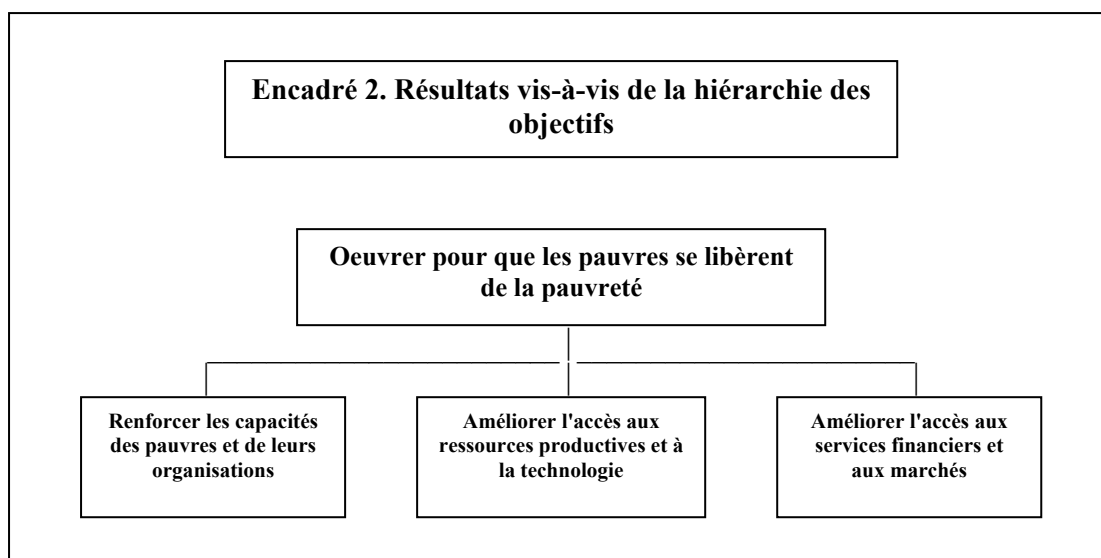 Encadré 2. Résultats vis-à-vis de la hiérarchie des
objectifs
Oeuvrer pour que les pauvres se libèrent
de la pauvreté
Renforcer les capacités
des pauvres et de leurs
organisations
Améliorer l'accès aux
ressources productives et à
la technologie
Améliorer l'accès aux
services financiers et
aux marchés